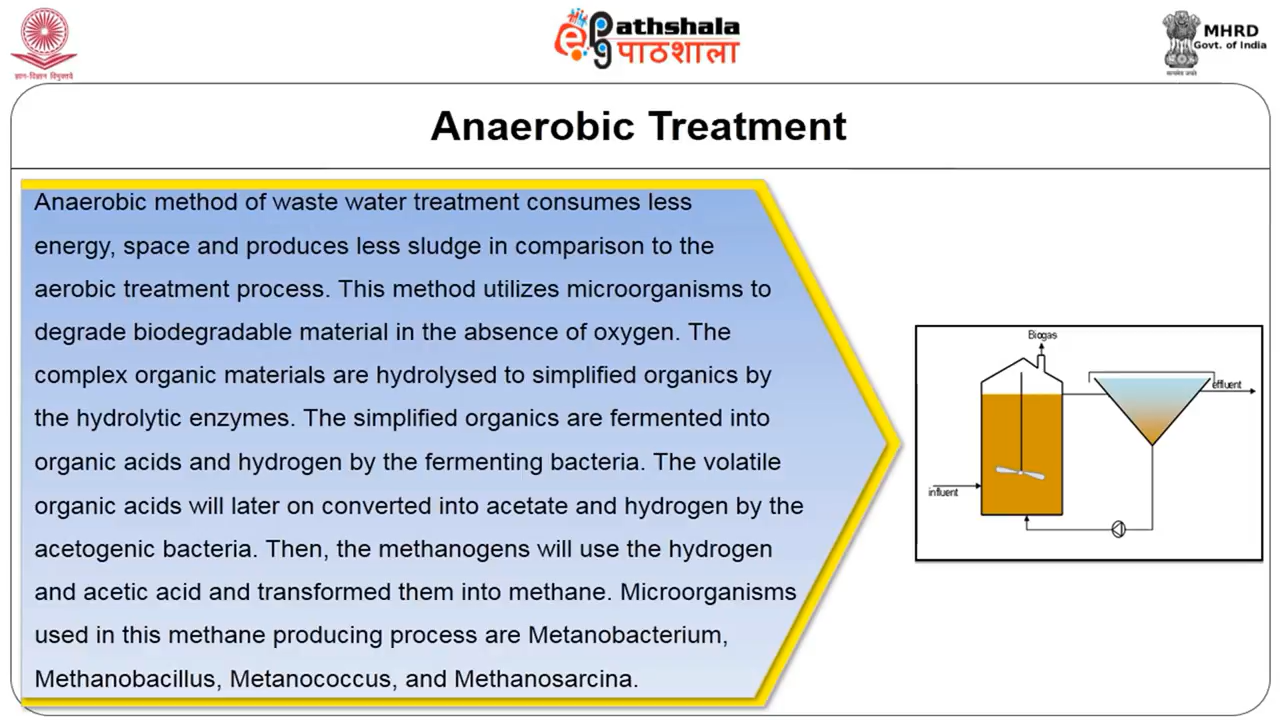 ज्ञान-विज्ञान विमुक्तये
ePG Pathshala
पाठशाला
MHRD
Govt. of India
सत्यमेव जयते
Anaerobic Treatment
Anaerobic method of waste water treatment consumes less
energy, space and produces less sludge in comparison to the
aerobic treatment process. This method utilizes microorganisms to
degrade biodegradable material in the absence of oxygen. The
complex organic materials are hydrolysed to simplified organics by
the hydrolytic enzymes. The simplified organics are fermented into
organic acids and hydrogen by the fermenting bacteria. The volatile
organic acids will later on converted into acetate and hydrogen by the
acetogenic bacteria. Then, the methanogens will use the hydrogen
and acetic acid and transformed them into methane. Microorganisms
used in this methane producing process are Metanobacterium,
Methanobacillus, Metanococcus, and Methanosarcina.
Biogas
effluent
influent